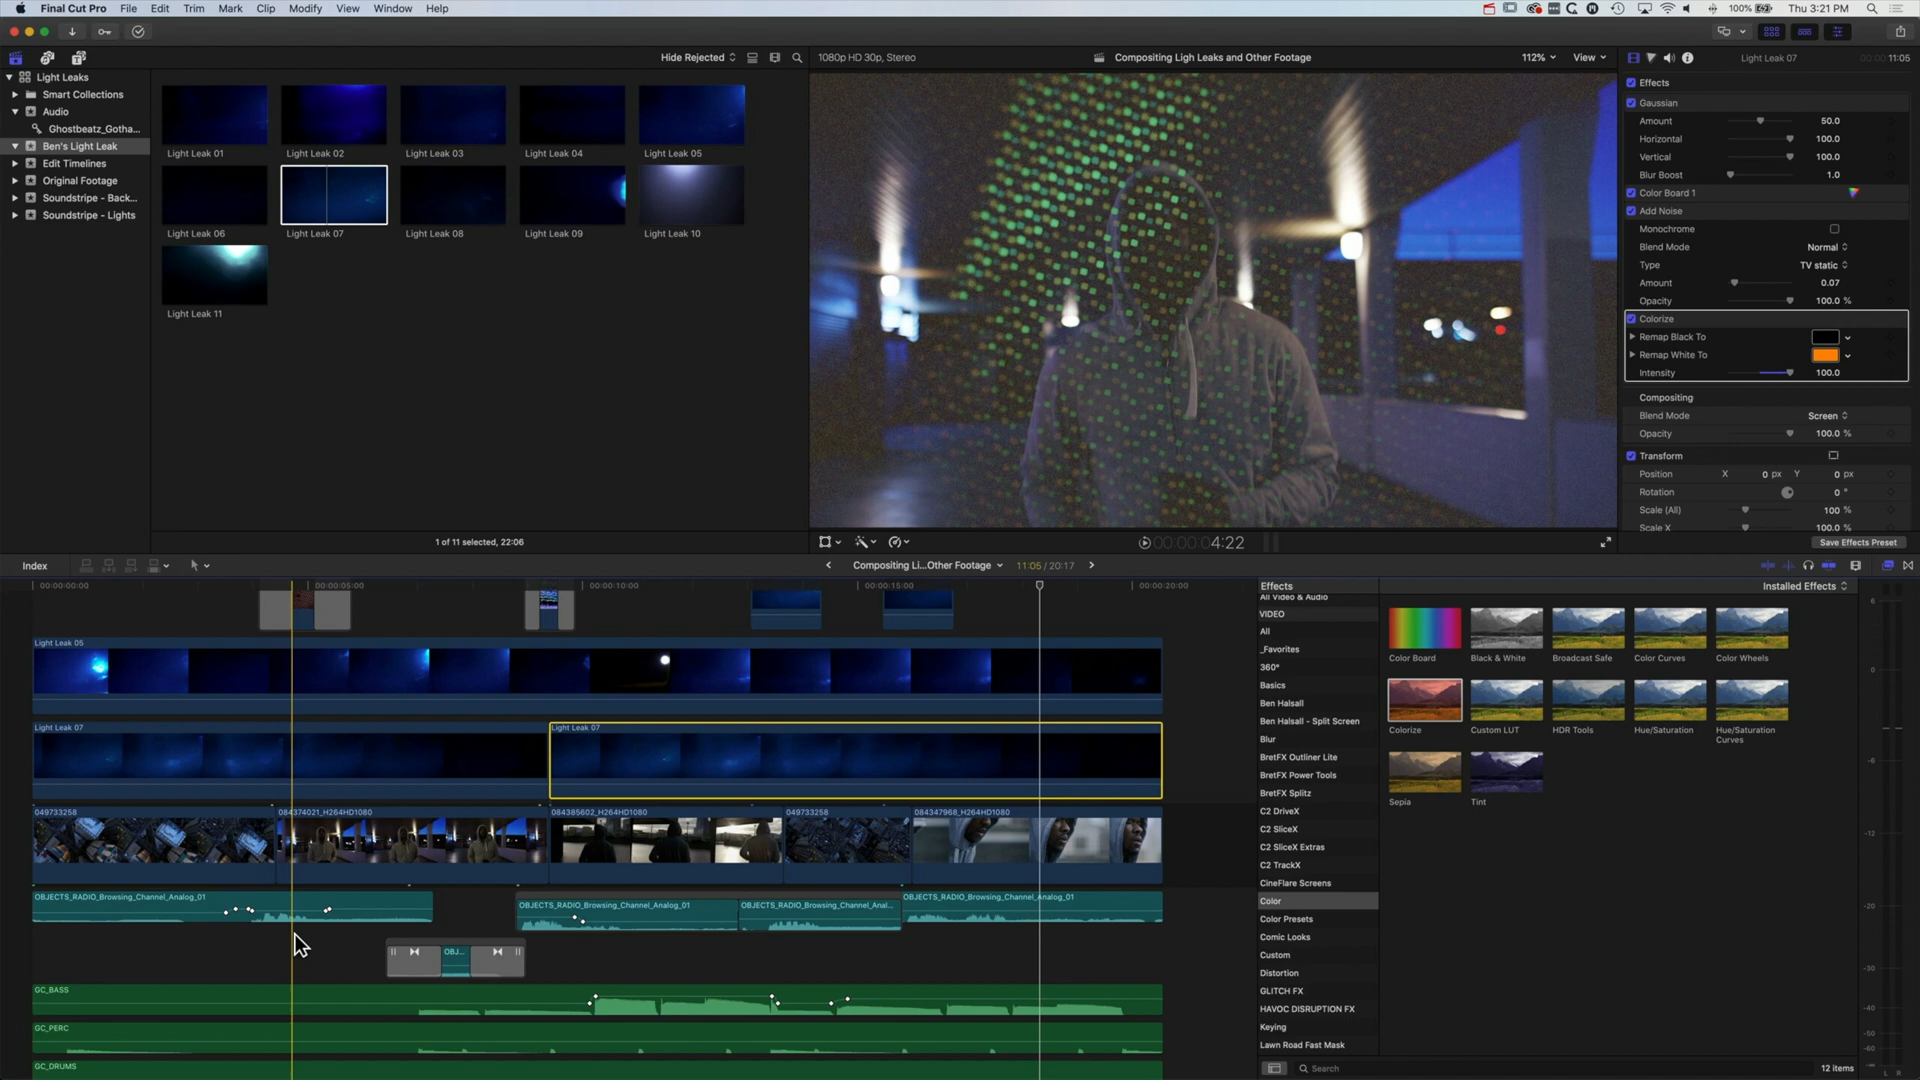 Final Cut Pro File Edit Trim Mark Clip Modify View Window Help 100% Thu 3:21 PM
Hide Rejected 1080p HD 30p, Stereo Compositing Ligh Leaks and Other Footage 112% View Light Leak 07 11:05
Light Leaks
Smart Collections
Audio
Ghostbeatz_Gotha...
Ben's Light Leak
Edit Timelines
Original Footage
Soundstripe - Back...
Soundstripe - Lights
Light Leak 01 Light Leak 02 Light Leak 03 Light Leak 04 Light Leak 05
Light Leak 06 Light Leak 07 Light Leak 08 Light Leak 09 Light Leak 10
Light Leak 11
1 of 11 selected, 22:06
00:00:00:04:22
Effects
Gaussian
Amount 50.0
Horizontal 100.0
Vertical 100.0
Blur Boost 1.0
Color Board 1
Add Noise
Monochrome
Blend Mode Normal
Type TV static
Amount 0.07
Opacity 100.0 %
Colorize
Remap Black To
Remap White To
Intensity 100.0
Compositing
Blend Mode Screen
Opacity 100.0 %
Transform
Position X 0 px Y 0 px
Rotation 0 °
Scale (All) 100 %
Scale X 100.0 %
Save Effects Preset
Index Compositing Li...Other Footage 11:05 / 20:17
00:00:00:00 00:00:05:00 00:00:10:00 00:00:15:00 00:00:20:00
Light Leak 05
Light Leak 07 Light Leak 07
049733258 084374021_H264HD1080 084385602_H264HD1080 049733258 084347968_H264HD1080
OBJECTS_RADIO_Browsing_Channel_Analog_01 OBJECTS_RADIO_Browsing_Channel_Analog_01
OBJECTS_RADIO_Browsing_Channel_Analog_01 OBJECTS_RADIO_Browsing_Channel_Anal...
OBJ...
GC_BASS
GC_PERC
GC_DRUMS
Effects Installed Effects
All Video & Audio
VIDEO
All
_Favorites
360°
Basics
Ben Halsall
Ben Halsall - Split Screen
Blur
BretFX Outliner Lite
BretFX Power Tools
BretFX Splitz
C2 DriveX
C2 SliceX
C2 SliceX Extras
C2 TrackX
CineFlare Screens
Color
Color Presets
Comic Looks
Custom
Distortion
GLITCH FX
HAVOC DISRUPTION FX
Keying
Lawn Road Fast Mask
Color Board Black & White Broadcast Safe Color Curves Color Wheels
Colorize Custom LUT HDR Tools Hue/Saturation Hue/Saturation Curves
Sepia Tint
Search 12 items
6
0
-6
-12
-20
-30
-40
-50
-60
L R